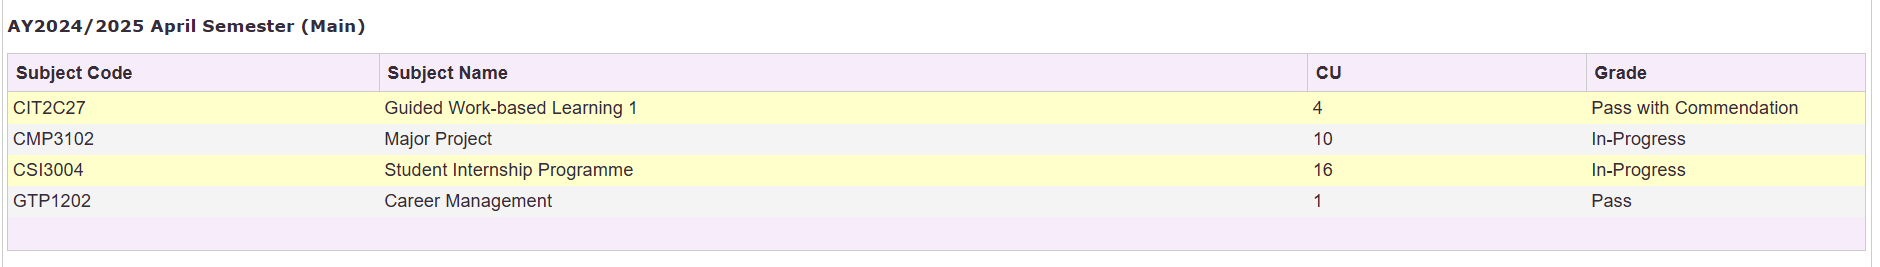 AY2024/2025 April Semester (Main)
Subject Code Subject Name CU Grade
CIT2C27 Guided Work-based Learning 1 4 Pass with Commendation
CMP3102 Major Project 10 In-Progress
CSI3004 Student Internship Programme 16 In-Progress
GTP1202 Career Management 1 Pass